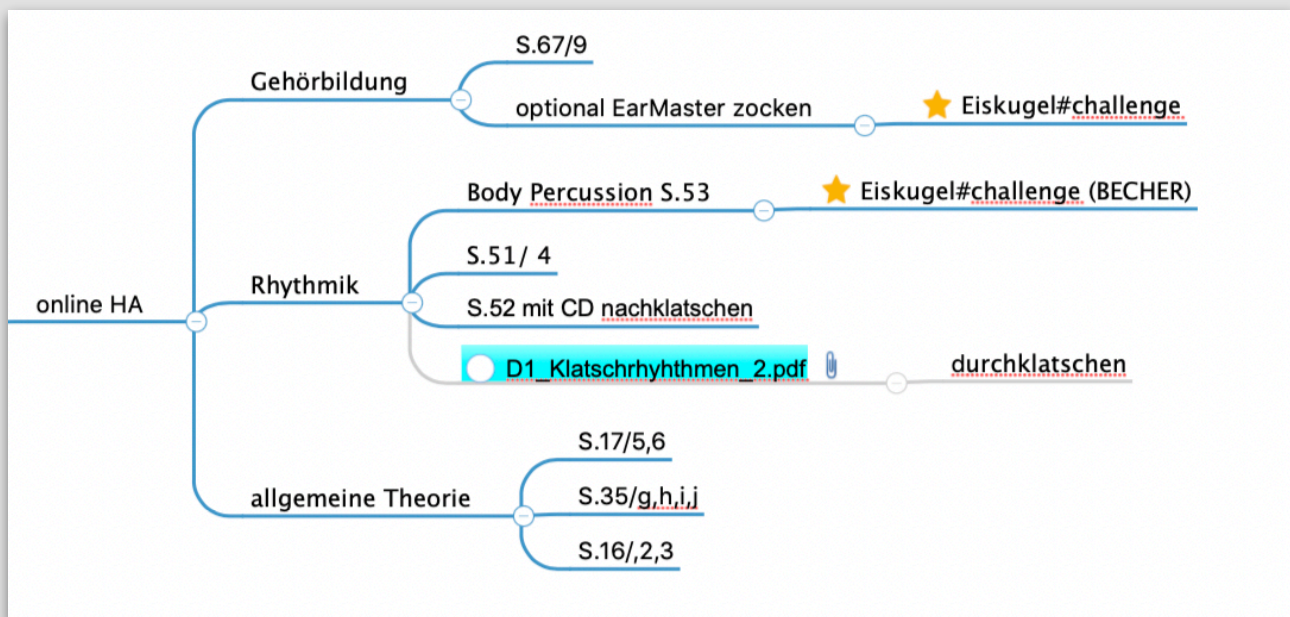 online HA
Gehörbildung
S.67/9
optional EarMaster zocken
Eiskugel#challenge
Rhythmik
Body Percussion S.53
Eiskugel#challenge (BECHER)
S.51/ 4
S.52 mit CD nachklatschen
D1_Klatschrhyhthmen_2.pdf
durchklatschen
allgemeine Theorie
S.17/5,6
S.35/g,h,i,j
S.16/,2,3